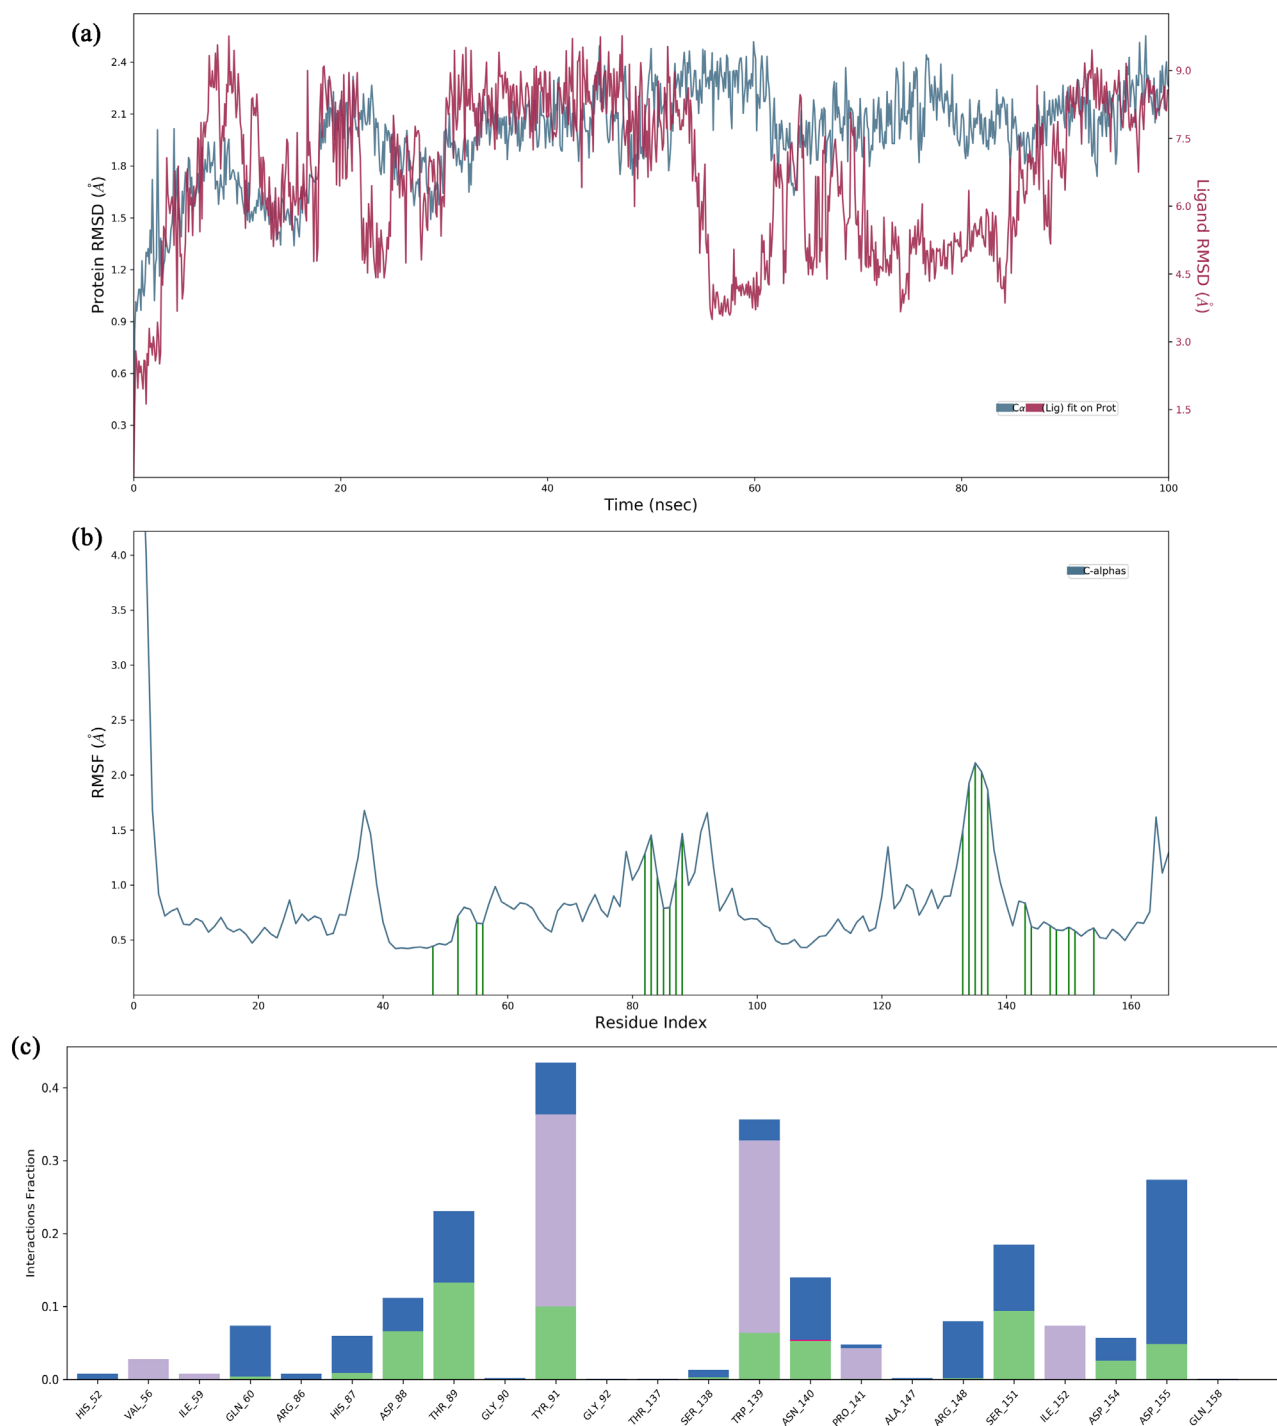 (a)
2.4
2.1
1.8
1.5
1.2
0.9
0.6
0.3
Protein RMSD (Å)
9.0
7.5
6.0
4.5
3.0
1.5
Ligand RMSD (Å)
Cα (Lig) fit on Prot
0 20 40 60 80 100
Time (nsec)
(b)
4.0
3.5
3.0
2.5
2.0
1.5
1.0
0.5
RMSF (Å)
C-alphas
0 20 40 60 80 100 120 140 160
Residue Index
(c)
0.4
0.3
0.2
0.1
0.0
Interactions Fraction
HIS_52 VAL_56 ILE_59 GLN_60 ARG_86 HIS_87 ASP_88 THR_89 GLY_90 TYR_91 GLY_92 THR_137 SER_138 TRP_139 ASN_140 PRO_141 ALA_147 ARG_148 SER_151 ILE_152 ASP_154 ASP_155 GLN_158